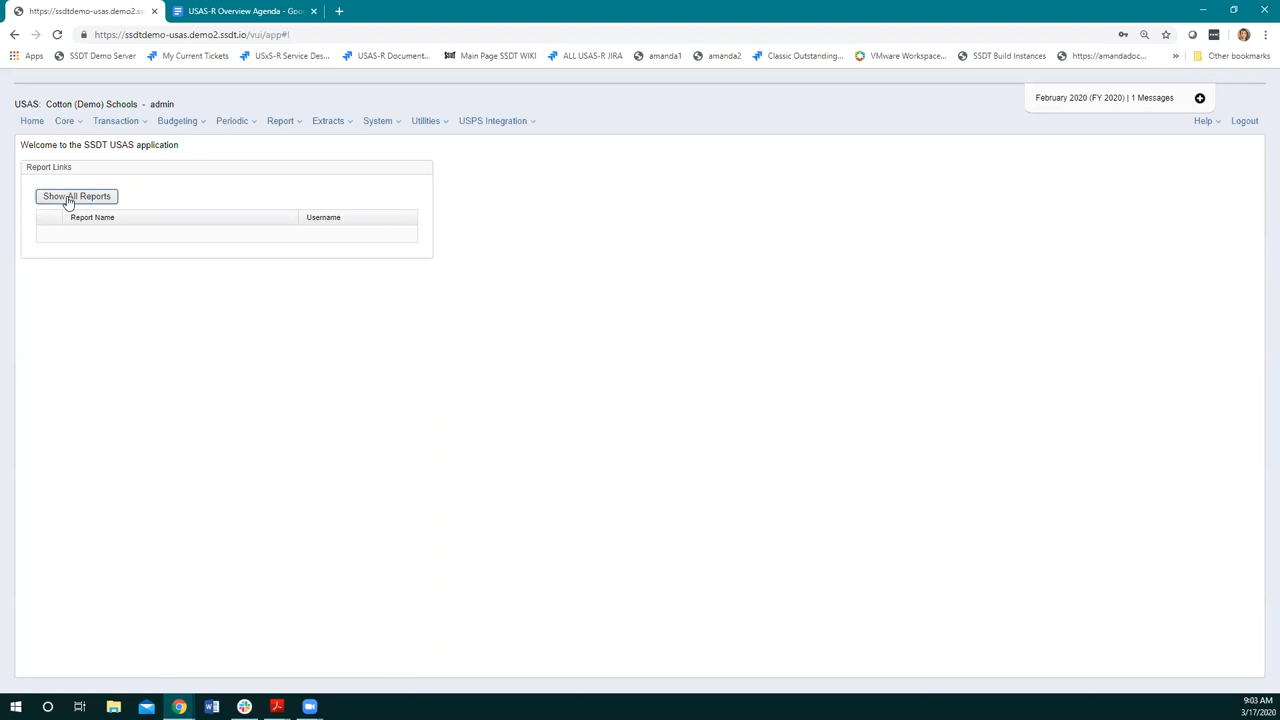 https://ssdtdemo-usas.demo2.ss
USAS-R Overview Agenda - Goo
https://ssdtdemo-usas.demo2.ssdt.io/vui/app#!
Apps SSDT Demo Server My Current Tickets USxS-R Service Des... USAS-R Document... Main Page SSDT WIKI ALL USAS-R JIRA amanda1 amanda2 Classic Outstanding... VMware Workspace... SSDT Build Instances https://amandadoc... » Other bookmarks
February 2020 (FY 2020) | 1 Messages
USAS: Cotton (Demo) Schools - admin
Home Core Transaction Budgeting Periodic Report Extracts System Utilities USPS Integration Help Logout
Welcome to the SSDT USAS application
Report Links
Show All Reports
Report Name Username
9:03 AM
3/17/2020